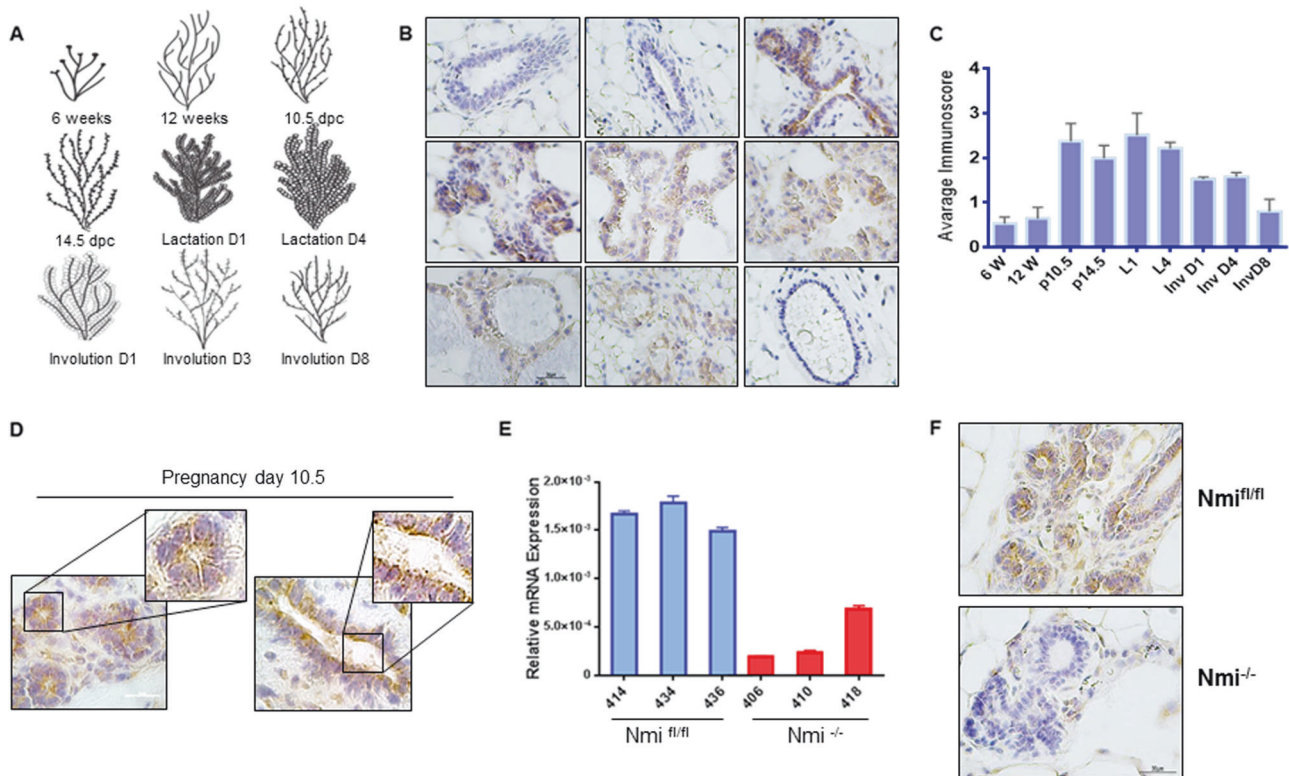 A
6 weeks
12 weeks
10.5 dpc
14.5 dpc
Lactation D1
Lactation D4
Involution D1
Involution D3
Involution D8
B
C
Avarage Immunoscore
4
3
2
1
0
6 W
12 W
p10.5
p14.5
L1
L4
Inv D1
Inv D4
InvD8
D
Pregnancy day 10.5
E
Relative mRNA Expression
2.0×10⁻³
1.5×10⁻³
1.0×10⁻³
5.0×10⁻⁴
0
414
434
436
406
410
418
Nmi fl/fl
Nmi -/-
F
Nmi fl/fl
Nmi -/-